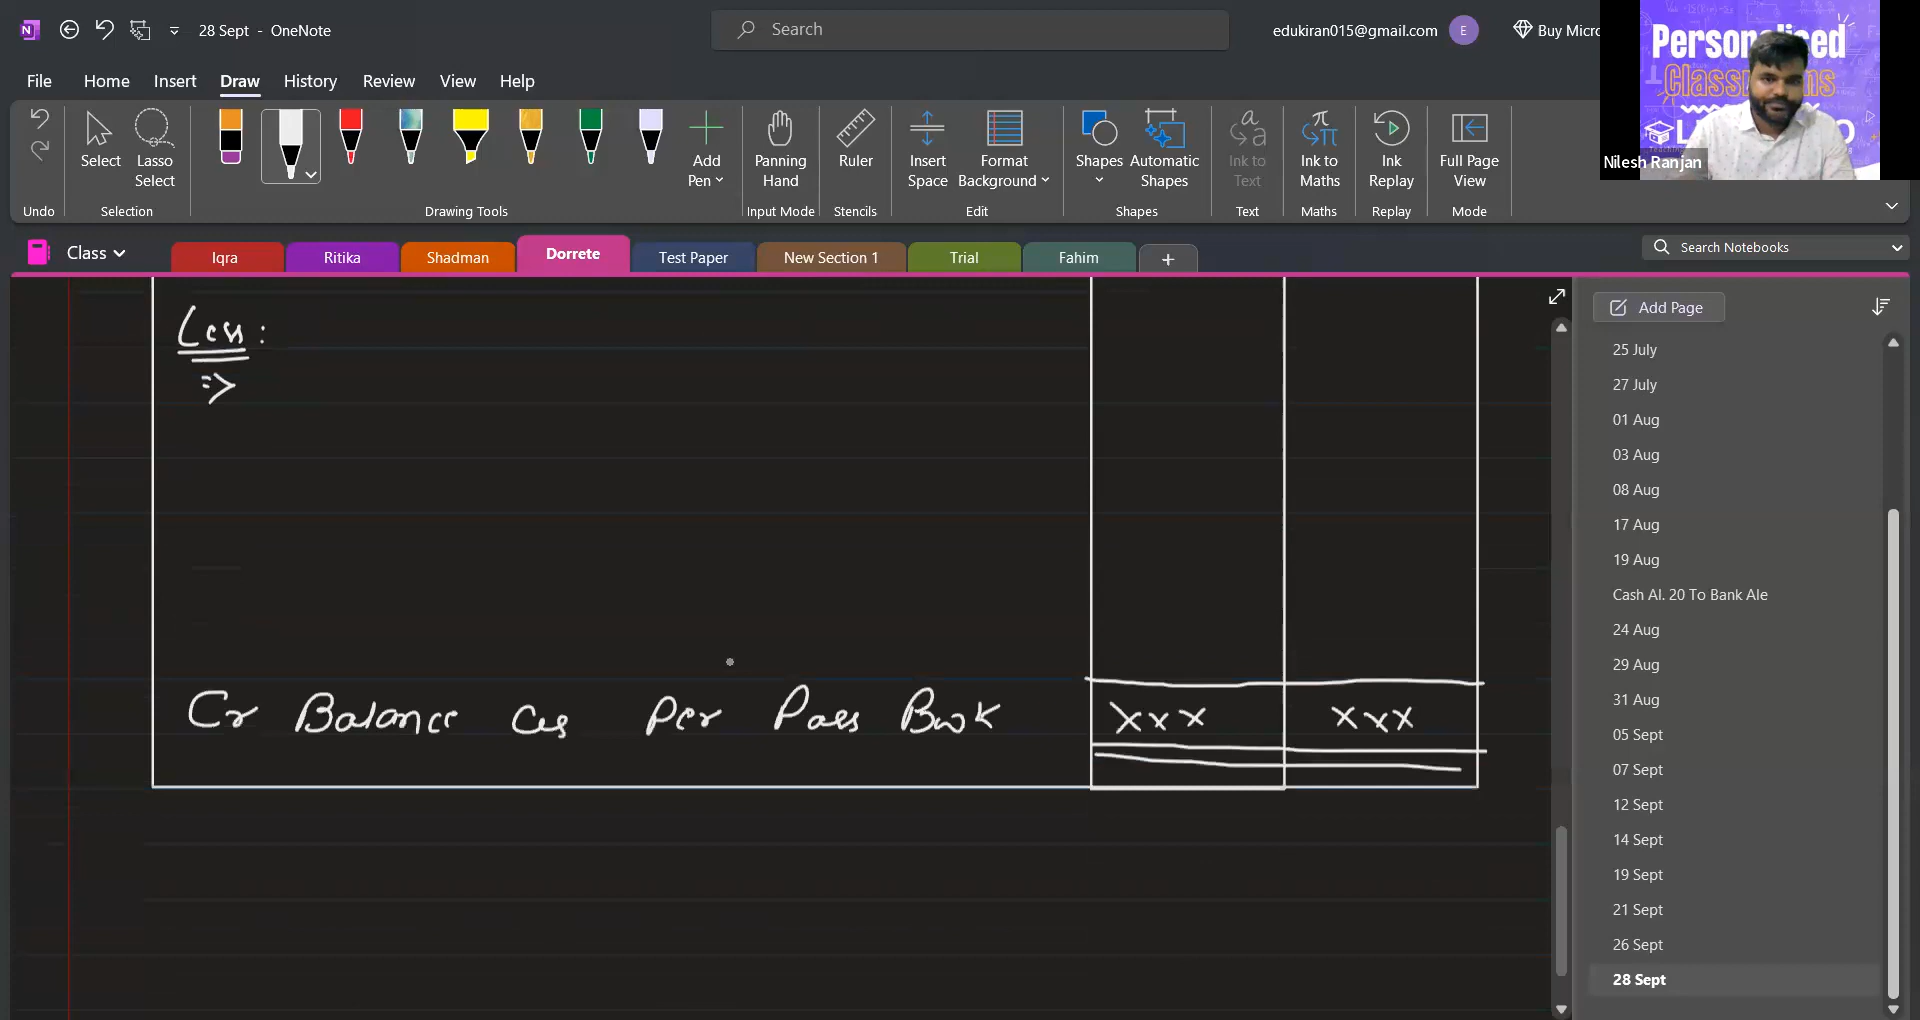 28 Sept - OneNote
Search
edukiran015@gmail.com
E
Buy Micro
File Home Insert Draw History Review View Help
Select
Lasso Select
Add Pen
Panning Hand
Ruler
Insert Space
Format Background
Shapes
Automatic Shapes
Ink to Text
Ink to Maths
Ink Replay
Full Page View
Undo
Selection
Drawing Tools
Input Mode
Stencils
Edit
Shapes
Text
Maths
Replay
Mode
Personalised
Nilesh Ranjan
Class
Iqra
Ritika
Shadman
Dorrete
Test Paper
New Section 1
Trial
Fahim
+
Search Notebooks
Less :
=>
Cr Balance as Per Pass Book xxx xxx
Add Page
25 July
27 July
01 Aug
03 Aug
08 Aug
17 Aug
19 Aug
Cash Al. 20 To Bank Ale
24 Aug
29 Aug
31 Aug
05 Sept
07 Sept
12 Sept
14 Sept
19 Sept
21 Sept
26 Sept
28 Sept